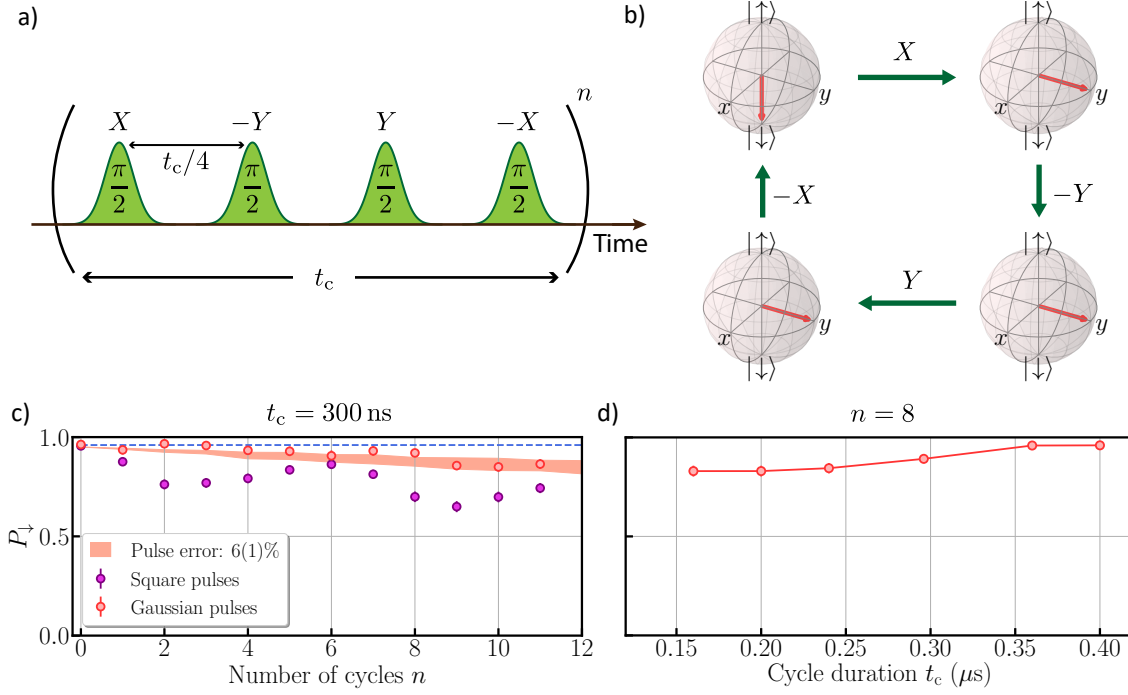 a)
X
−Y
Y
−X
n
t_c/4
π/2
π/2
π/2
π/2
Time
t_c
b)
|↑⟩
|↑⟩
X
x
y
x
y
|↓⟩
|↓⟩
−X
−Y
|↑⟩
|↑⟩
Y
x
y
x
y
|↓⟩
|↓⟩
c)
t_c = 300 ns
1.0
0.5
0.0
P_↓
Pulse error: 6(1)%
Square pulses
Gaussian pulses
0 2 4 6 8 10 12
Number of cycles n
d)
n = 8
0.15 0.20 0.25 0.30 0.35 0.40
Cycle duration t_c (μs)